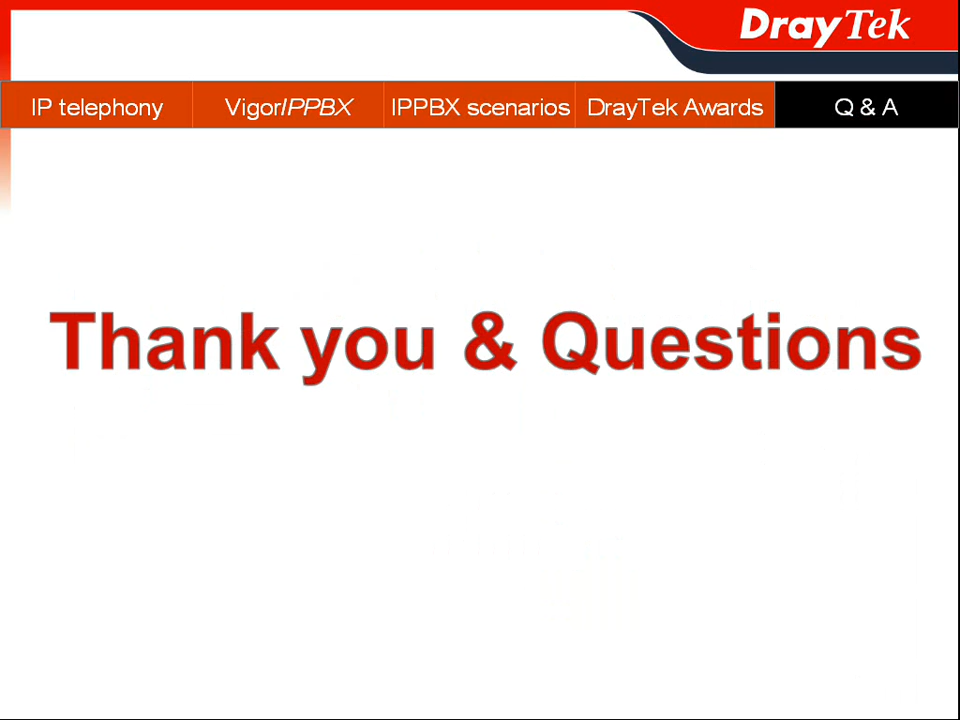 DrayTek
IP telephony VigorIPPBX IPPBX scenarios DrayTek Awards Q & A
Thank you & Questions